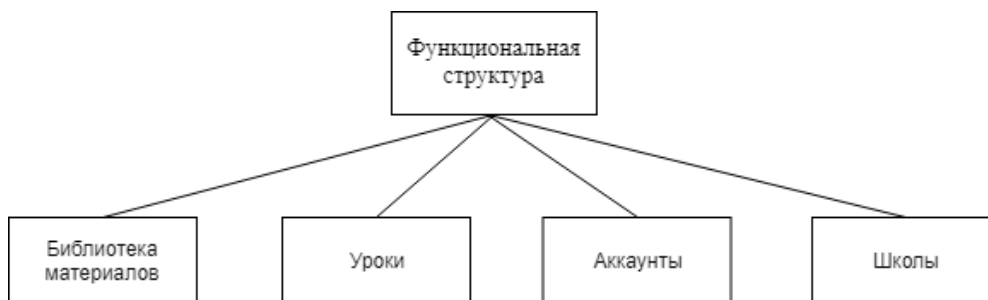 Функциональная
структура
Библиотека
материалов
Уроки
Аккаунты
Школы